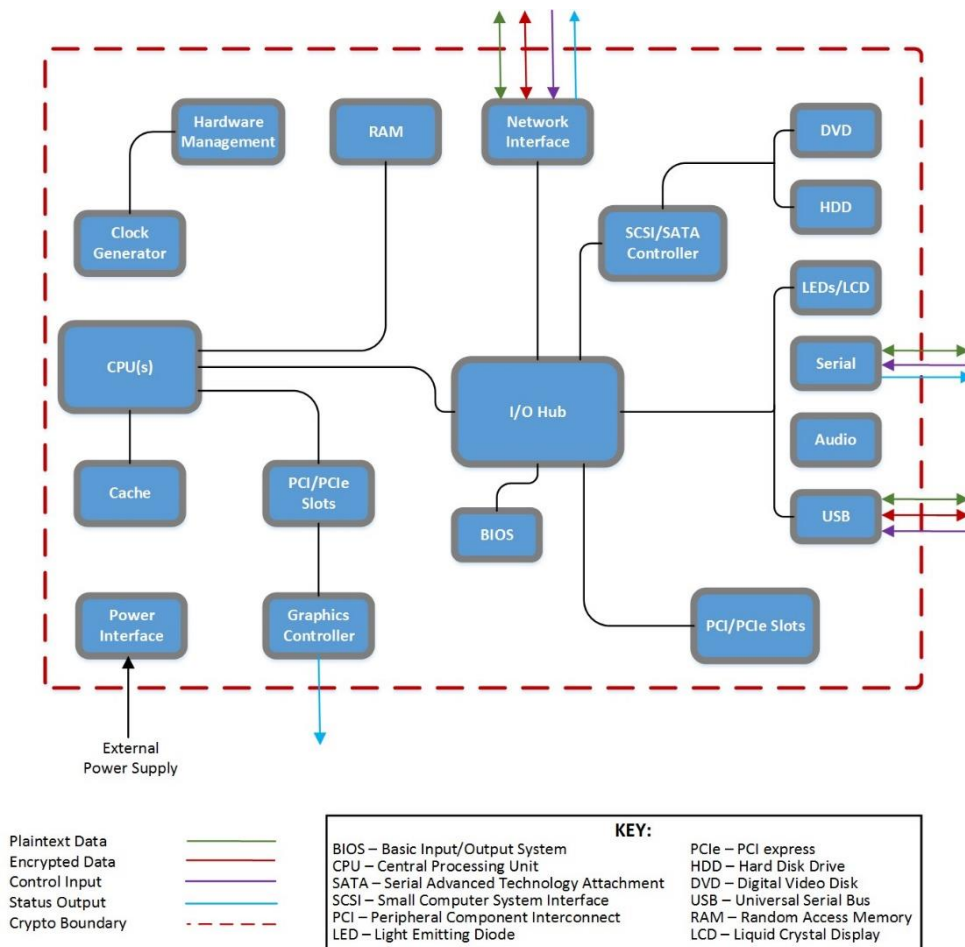 Hardware
Management
RAM
Network
Interface
DVD
HDD
Clock
Generator
SCSI/SATA
Controller
LEDs/LCD
CPU(s)
I/O Hub
Serial
Audio
Cache
PCI/PCIe
Slots
BIOS
USB
Power
Interface
Graphics
Controller
PCI/PCIe Slots
External
Power Supply
Plaintext Data
Encrypted Data
Control Input
Status Output
Crypto Boundary
KEY:
BIOS – Basic Input/Output System
CPU – Central Processing Unit
SATA – Serial Advanced Technology Attachment
SCSI – Small Computer System Interface
PCI – Peripheral Component Interconnect
LED – Light Emitting Diode
PCIe – PCI express
HDD – Hard Disk Drive
DVD – Digital Video Disk
USB – Universal Serial Bus
RAM – Random Access Memory
LCD – Liquid Crystal Display